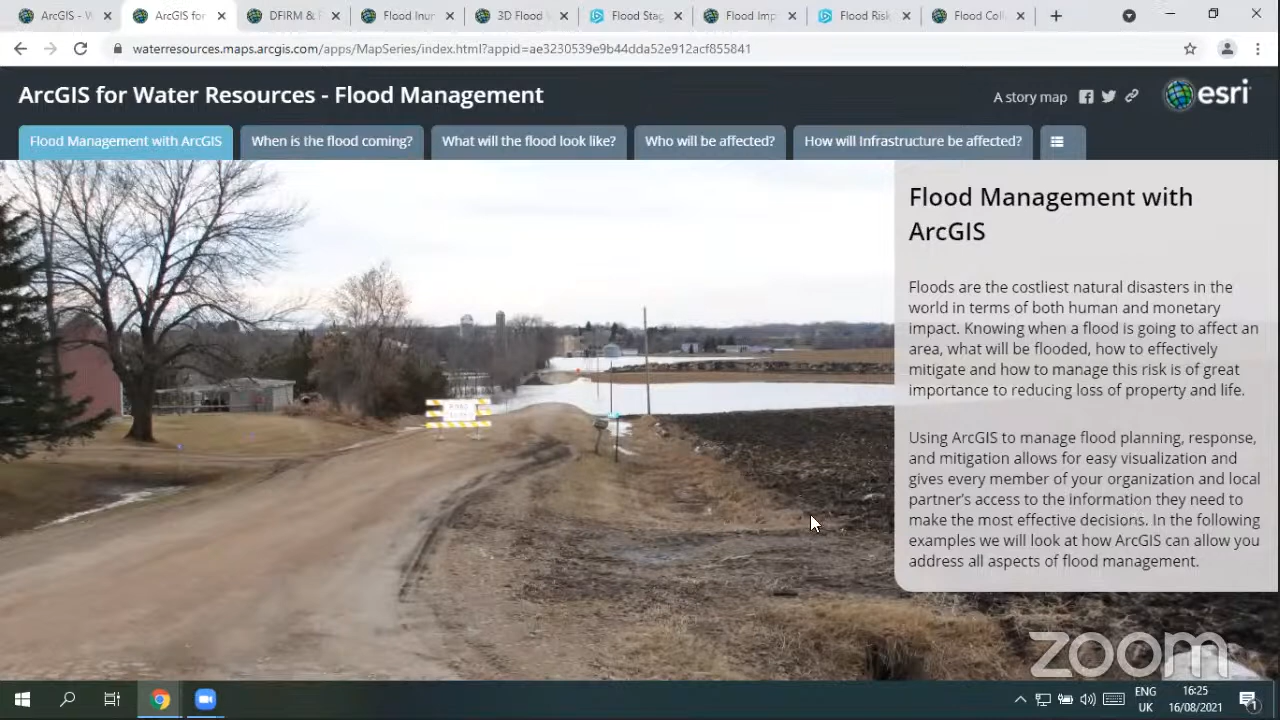 ArcGIS - W
ArcGIS for
DFIRM & F
Flood Inun
3D Flood
Flood Stag
Flood Imp
Flood Risk
Flood Coll
waterresources.maps.arcgis.com/apps/MapSeries/index.html?appid=ae3230539e9b44dda52e912acf855841
ArcGIS for Water Resources - Flood Management
A story map
esri
Flood Management with ArcGIS
When is the flood coming?
What will the flood look like?
Who will be affected?
How will Infrastructure be affected?
Flood Management with
ArcGIS
Floods are the costliest natural disasters in the
world in terms of both human and monetary
impact. Knowing when a flood is going to affect an
area, what will be flooded, how to effectively
mitigate and how to manage this risk is of great
importance to reducing loss of property and life.
Using ArcGIS to manage flood planning, response,
and mitigation allows for easy visualization and
gives every member of your organization and local
partner's access to the information they need to
make the most effective decisions. In the following
examples we will look at how ArcGIS can allow you
address all aspects of flood management.
zoom
ENG
UK
16:25
16/08/2021
1